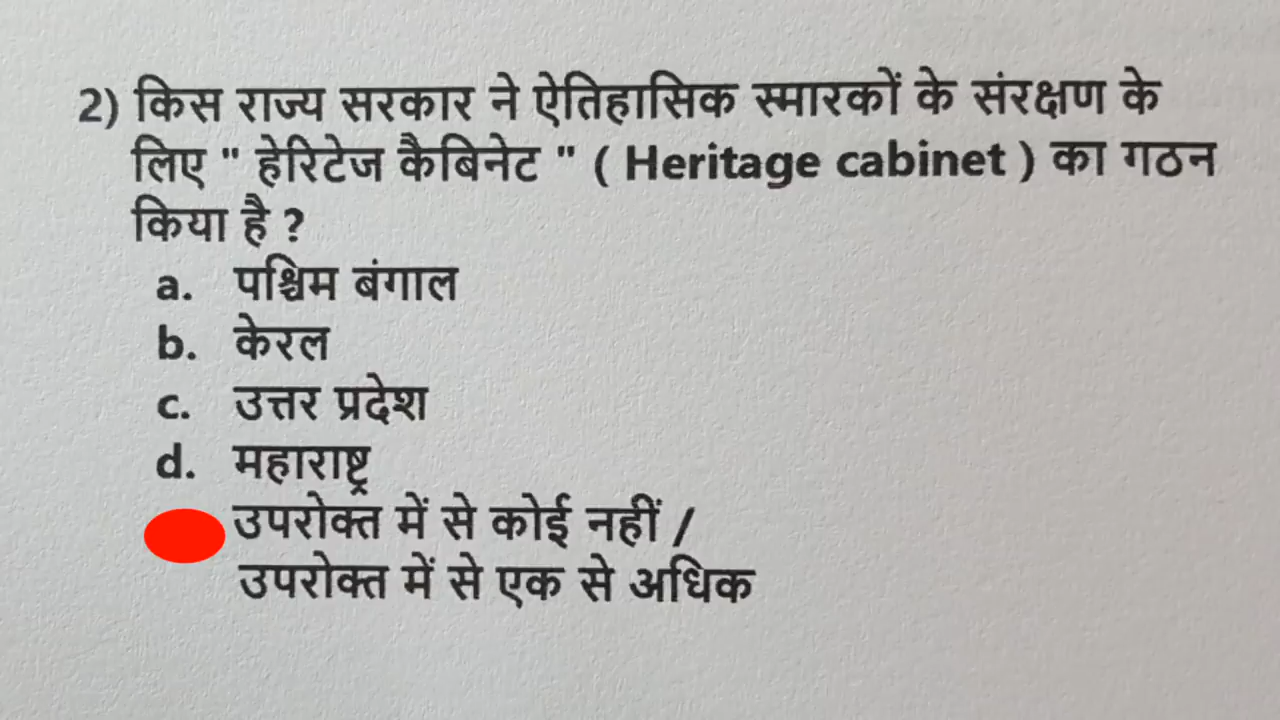 2) किस राज्य सरकार ने ऐतिहासिक स्मारकों के संरक्षण के
लिए " हेरिटेज कैबिनेट " ( Heritage cabinet ) का गठन
किया है ?
a. पश्चिम बंगाल
b. केरल
c. उत्तर प्रदेश
d. महाराष्ट्र
उपरोक्त में से कोई नहीं /
उपरोक्त में से एक से अधिक